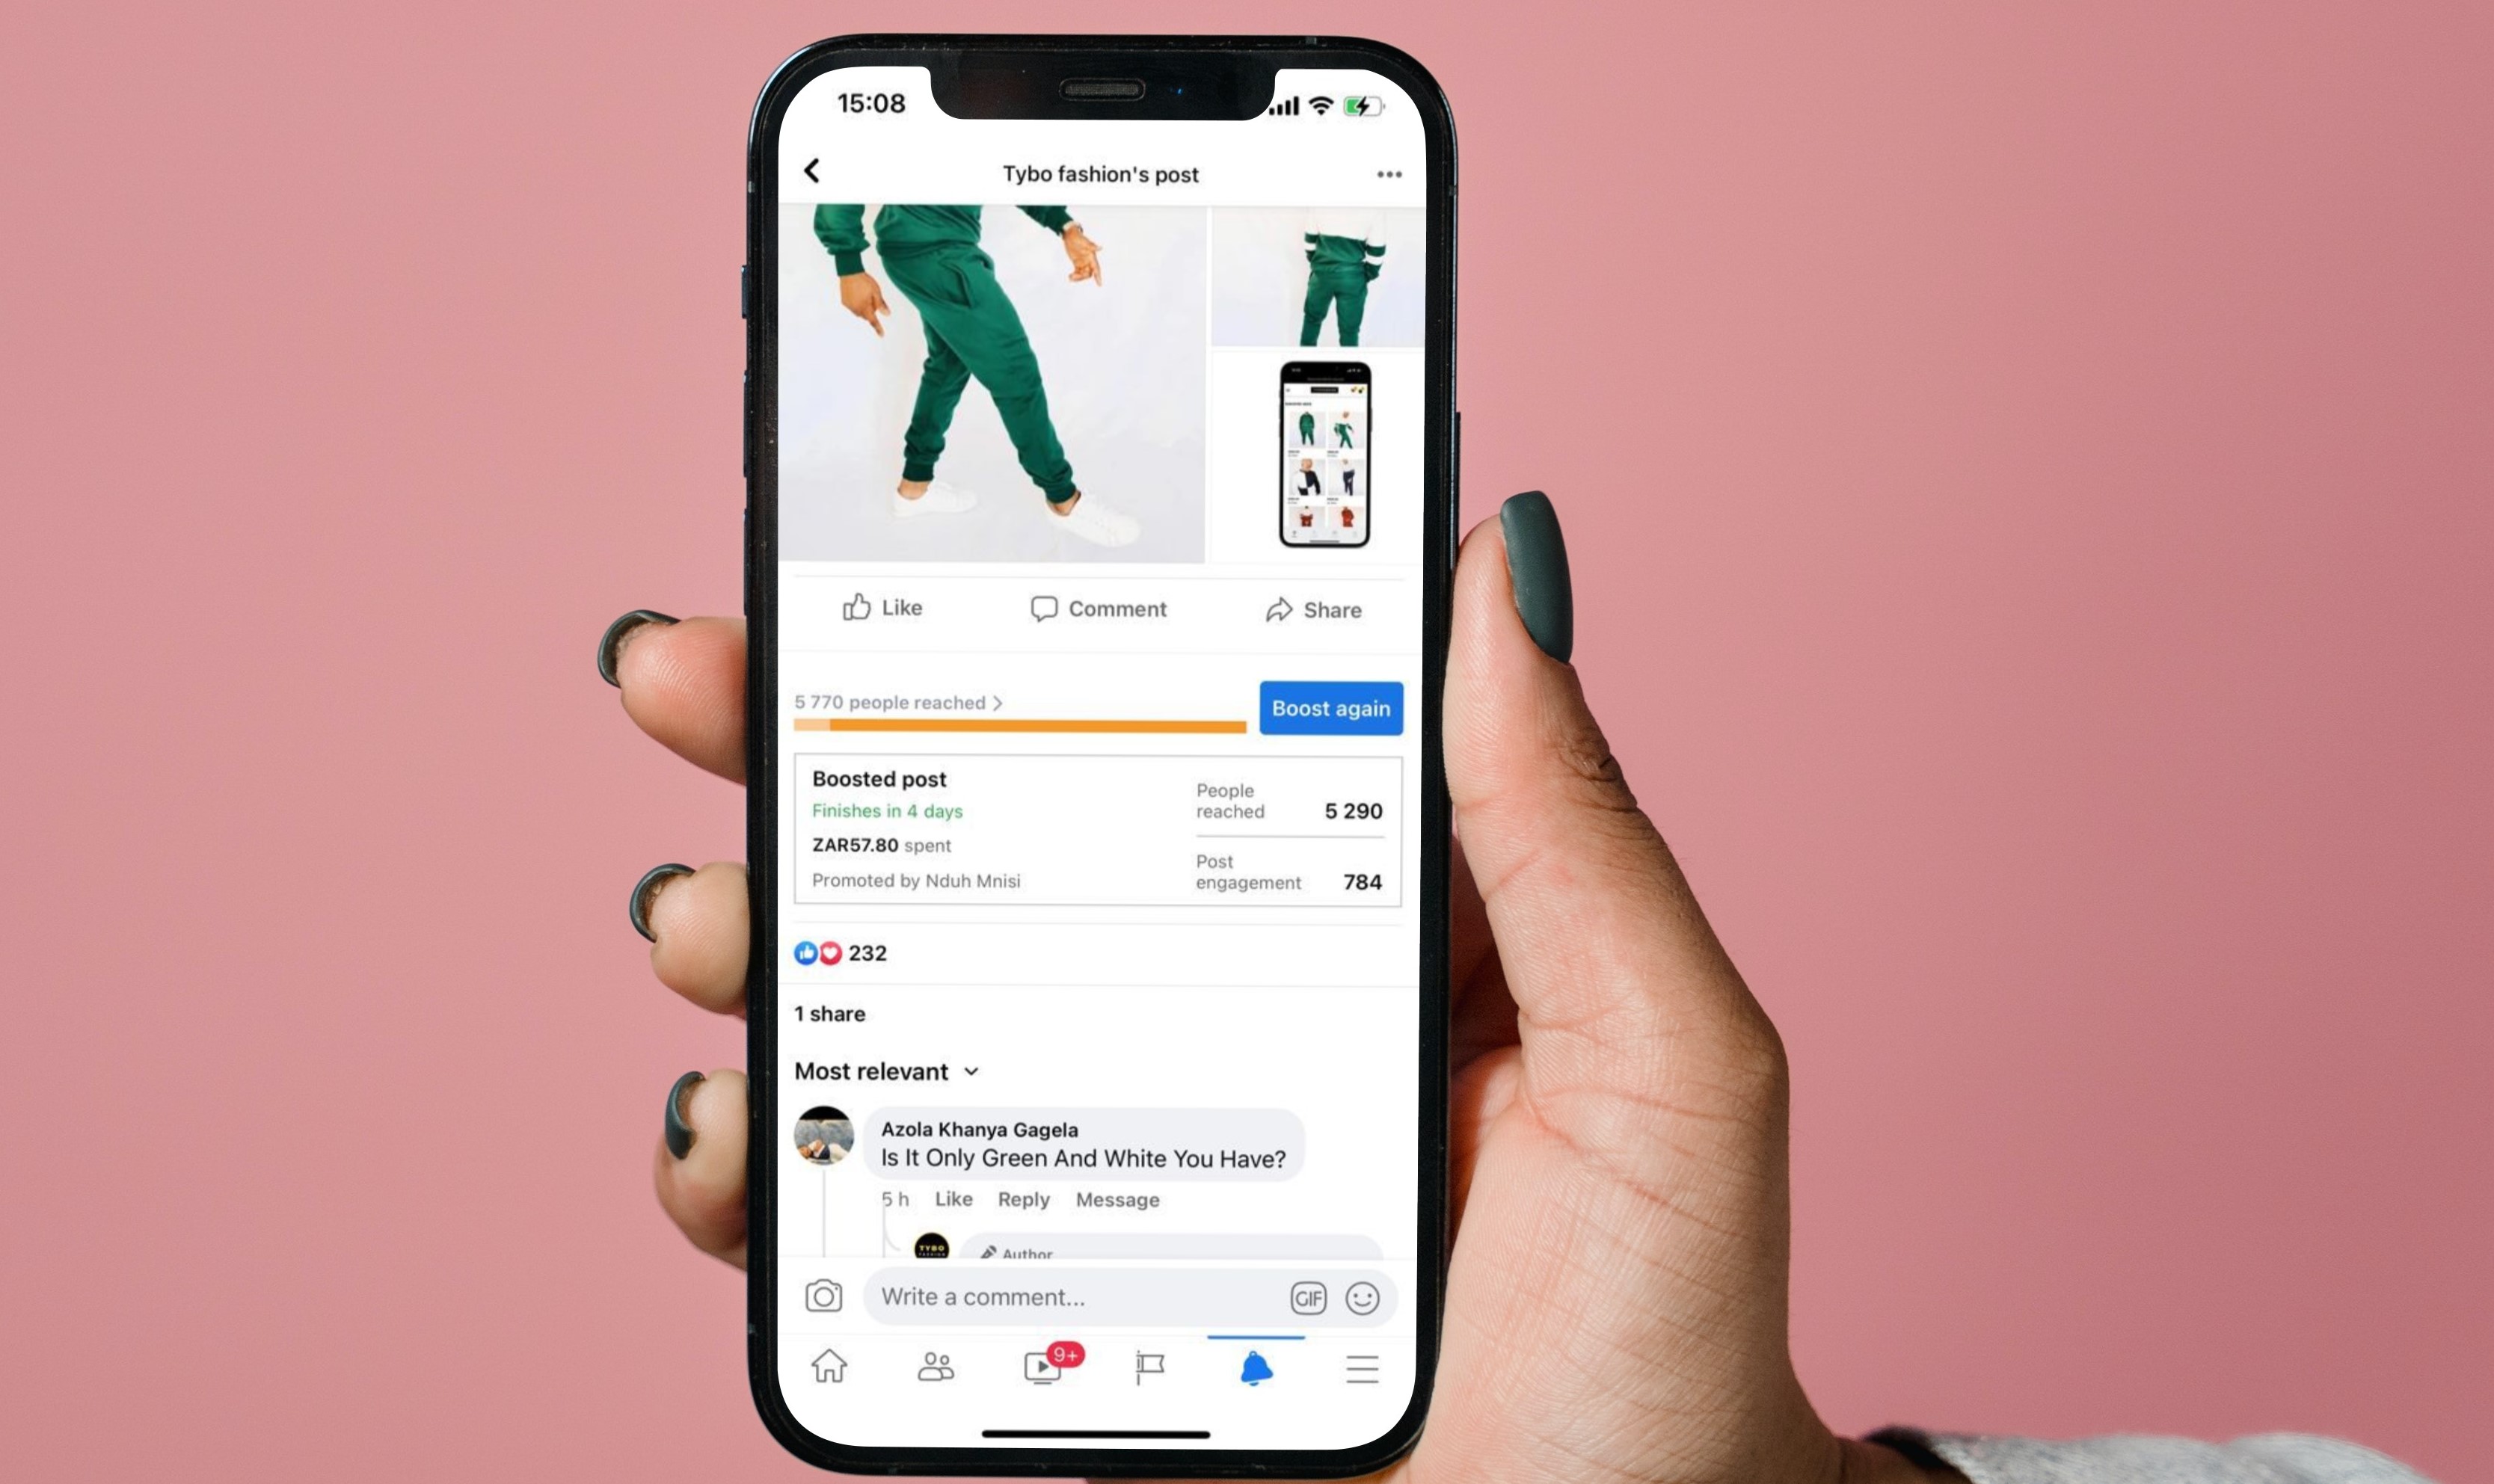 15:08
Tybo fashion's post
Like
Comment
Share
5 770 people reached
Boost again
Boosted post
Finishes in 4 days
ZAR57.80 spent
Promoted by Nduh Mnisi
People
reached
5 290
Post
engagement
784
232
1 share
Most relevant
Azola Khanya Gagela
Is It Only Green And White You Have?
5 h Like Reply Message
TYBO
Author
Write a comment...
GIF
9+